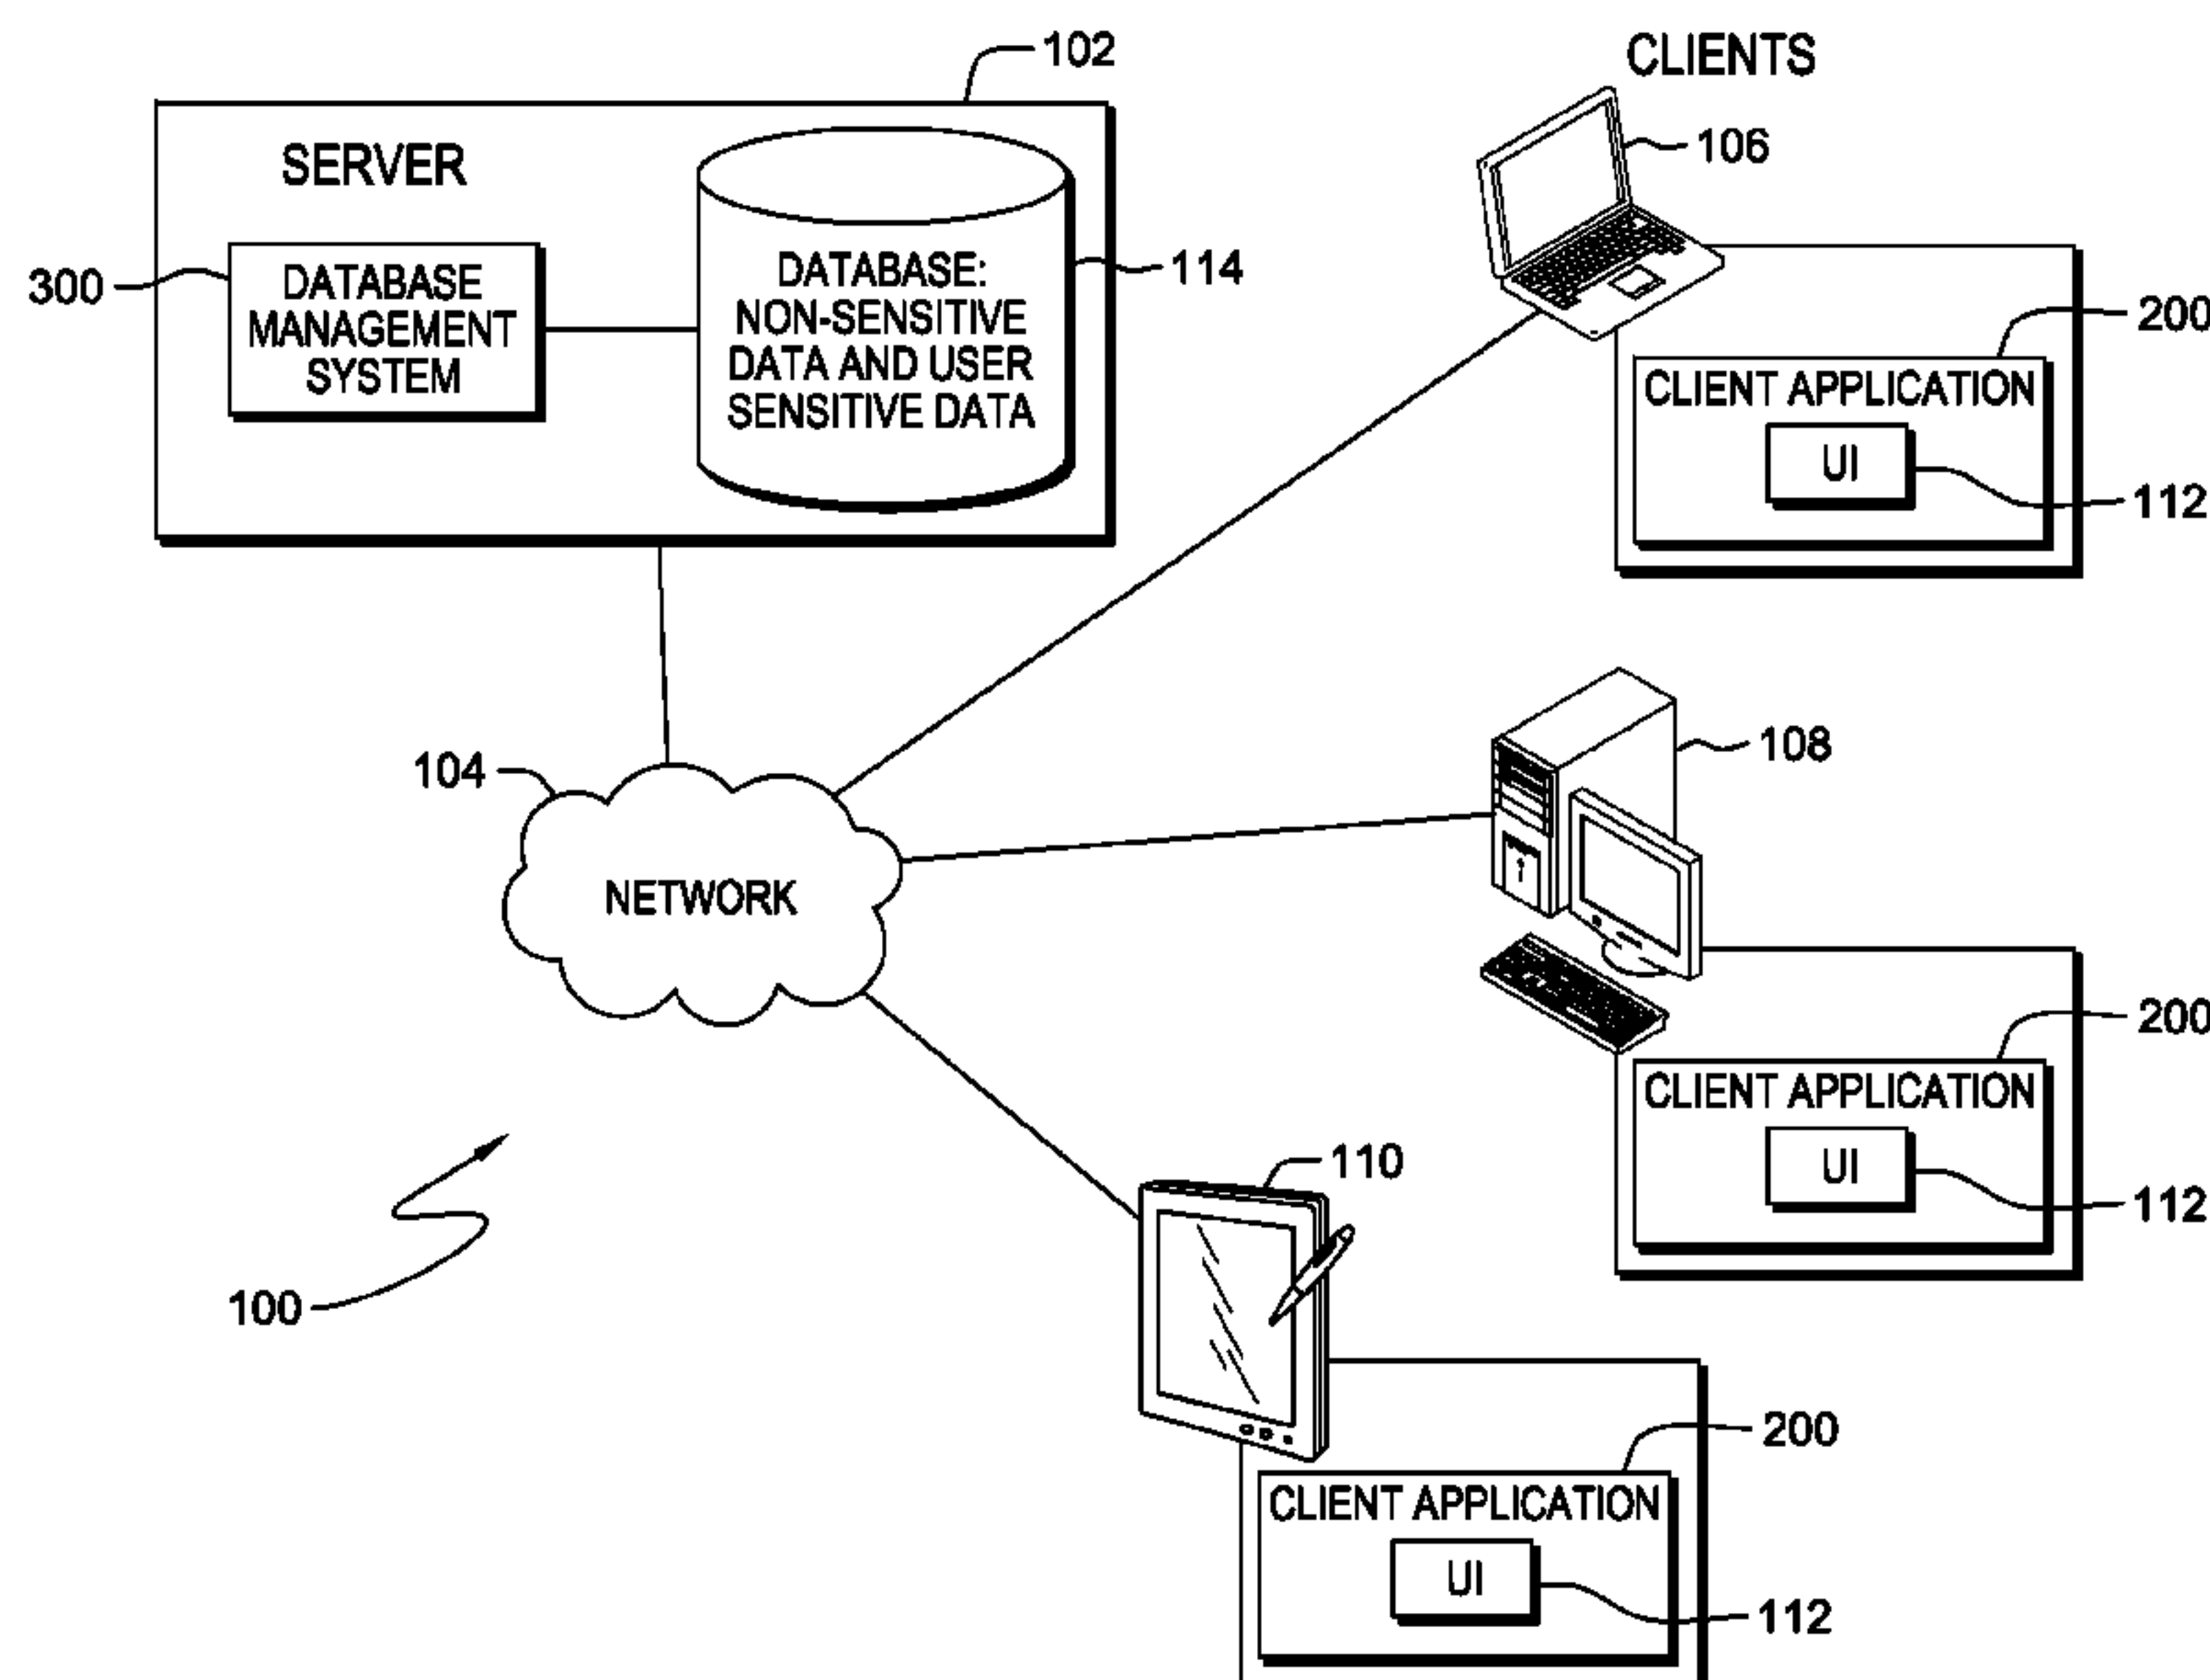 102
CLIENTS
SERVER
106
300
DATABASE
MANAGEMENT
SYSTEM
DATABASE:
NON-SENSITIVE
DATA AND USER
SENSITIVE DATA
114
200
CLIENT APPLICATION
UI
112
104
NETWORK
108
200
CLIENT APPLICATION
UI
112
100
110
200
CLIENT APPLICATION
UI
112